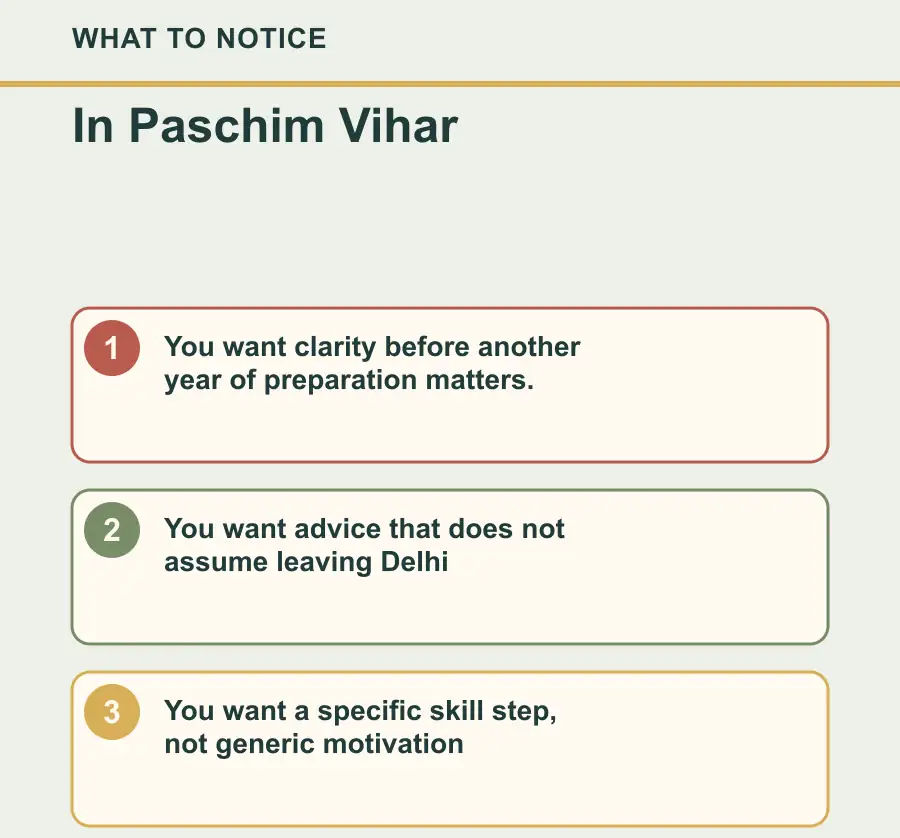 WHAT TO NOTICE
In Paschim Vihar
1
You want clarity before another
year of preparation matters.
2
You want advice that does not
assume leaving Delhi
3
You want a specific skill step,
not generic motivation